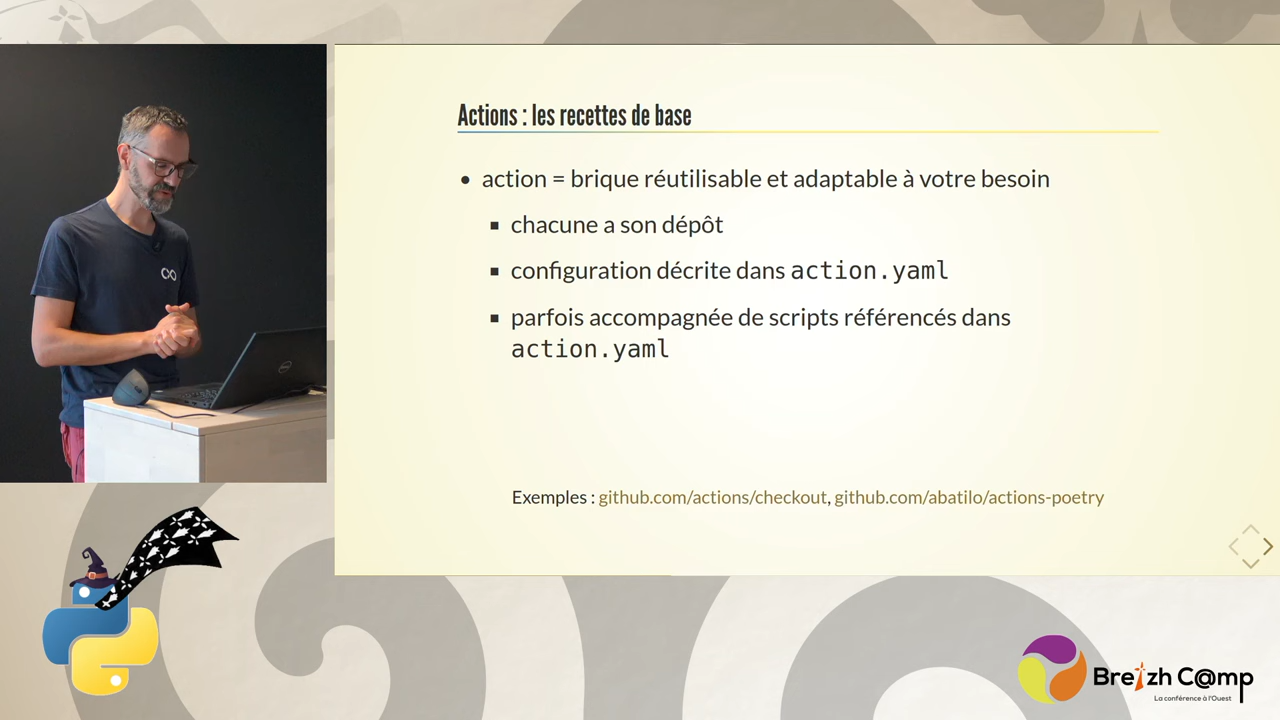 Actions : les recettes de base
action = brique réutilisable et adaptable à votre besoin
chacune a son dépôt
configuration décrite dans action.yaml
parfois accompagnée de scripts référencés dans
action.yaml
Exemples : github.com/actions/checkout, github.com/abatilo/actions-poetry
Breizh C@mp
La conférence à l'Ouest